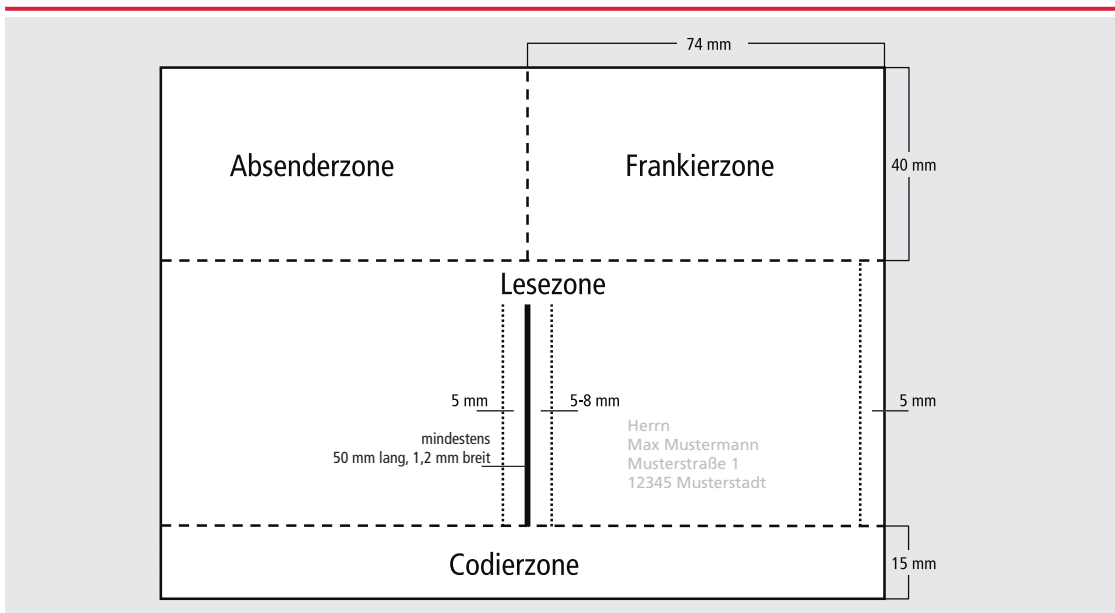 74 mm
Absenderzone
Frankierzone
40 mm
Lesezone
5 mm
5-8 mm
5 mm
mindestens
50 mm lang, 1,2 mm breit
Herrn
Max Mustermann
Musterstraße 1
12345 Musterstadt
Codierzone
15 mm